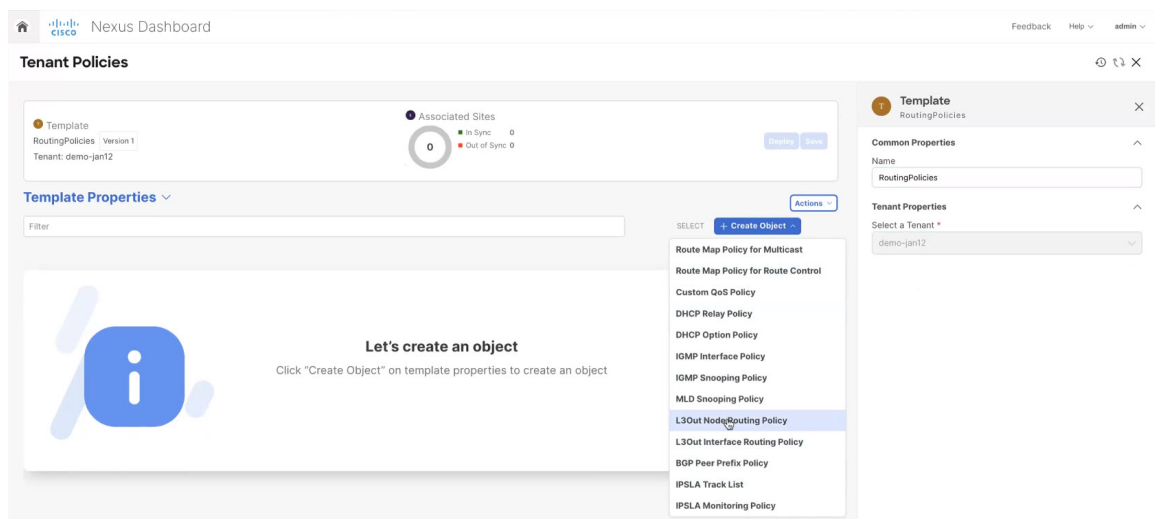 CISCO
Nexus Dashboard
Feedback
Help
admin
Tenant Policies
Template
RoutingPolicies
Version 1
Tenant: demo-jan12
Associated Sites
0
In Sync 0
Out of Sync 0
Deploy
Save
Template Properties
Actions
Filter
SELECT
+ Create Object
Route Map Policy for Multicast
Route Map Policy for Route Control
Custom QoS Policy
DHCP Relay Policy
DHCP Option Policy
IGMP Interface Policy
IGMP Snooping Policy
MLD Snooping Policy
L3Out Node Routing Policy
L3Out Interface Routing Policy
BGP Peer Prefix Policy
IPSLA Track List
IPSLA Monitoring Policy
Let's create an object
Click "Create Object" on template properties to create an object
T
Template
RoutingPolicies
Common Properties
Name
RoutingPolicies
Tenant Properties
Select a Tenant *
demo-jan12